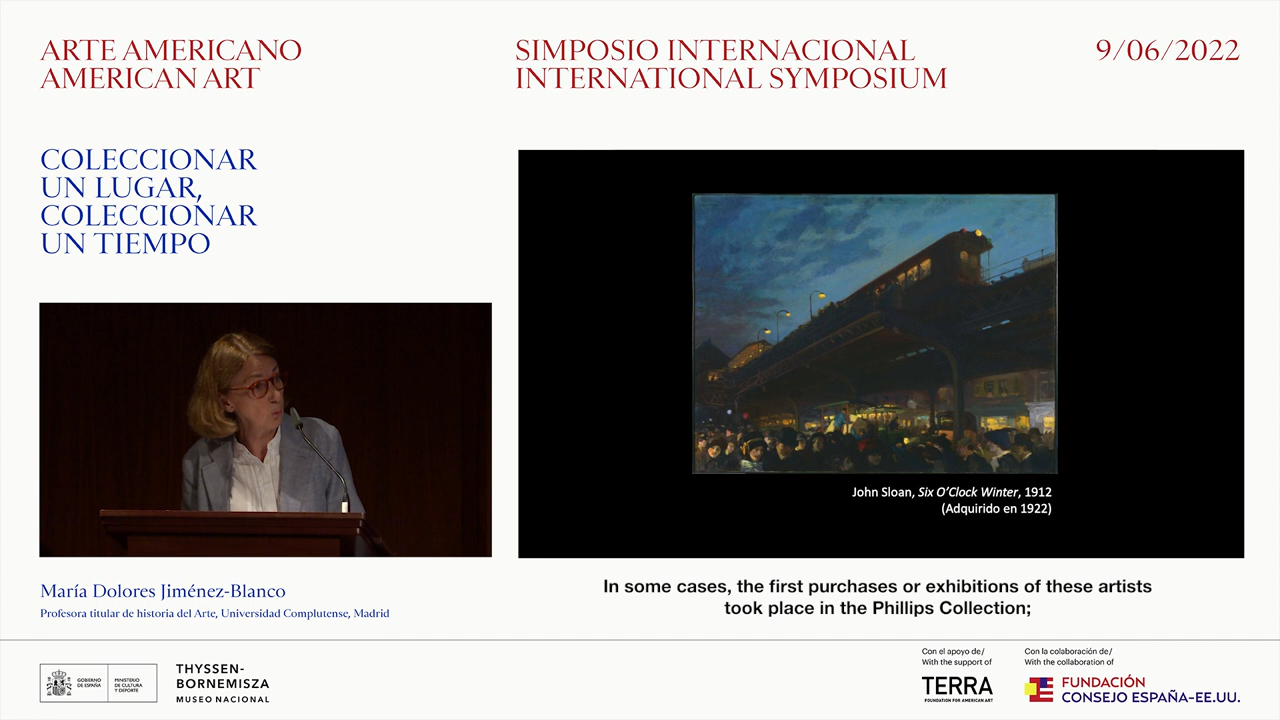 ARTE AMERICANO
AMERICAN ART
SIMPOSIO INTERNACIONAL
INTERNATIONAL SYMPOSIUM
9/06/2022
COLECCIONAR
UN LUGAR,
COLECCIONAR
UN TIEMPO
John Sloan, Six O'Clock Winter, 1912
(Adquirido en 1922)
María Dolores Jiménez-Blanco
Profesora titular de historia del Arte, Universidad Complutense, Madrid
In some cases, the first purchases or exhibitions of these artists
took place in the Phillips Collection;
GOBIERNO
DE ESPAÑA
MINISTERIO
DE CULTURA
Y DEPORTE
THYSSEN-
BORNEMISZA
MUSEO NACIONAL
Con el apoyo de/
With the support of
TERRA
FOUNDATION FOR AMERICAN ART
Con la colaboración de/
With the collaboration of
FUNDACIÓN
CONSEJO ESPAÑA-EE.UU.